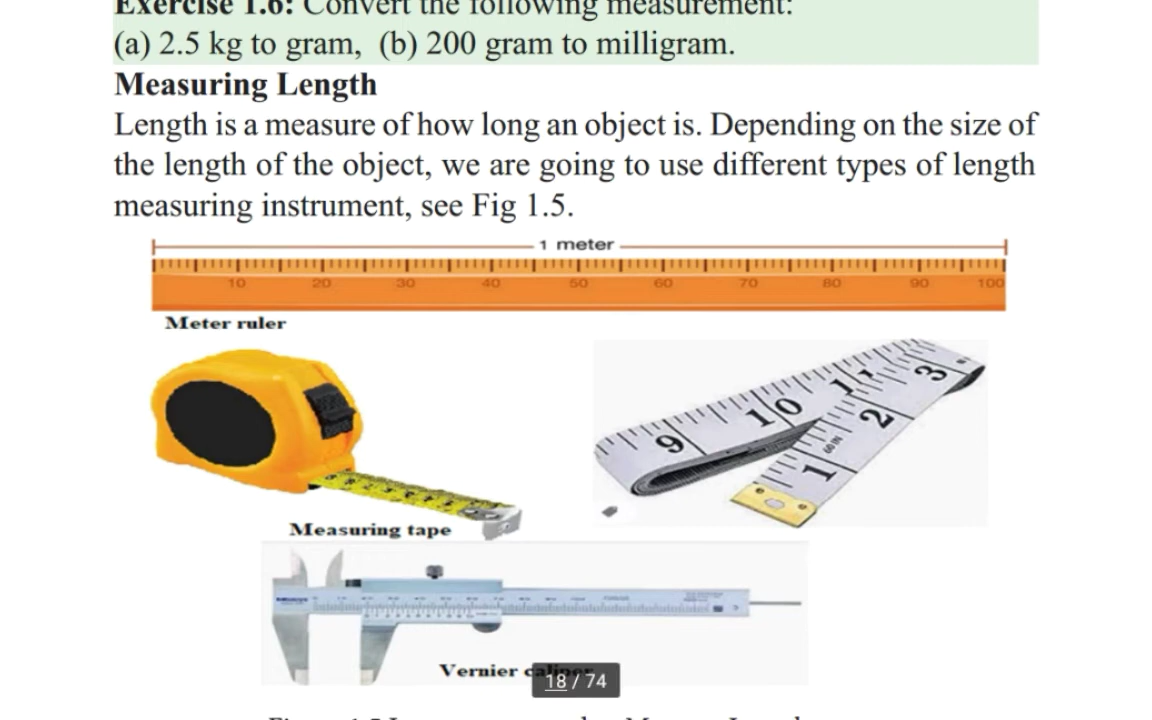 Exercise 1.6: Convert the following measurement:
(a) 2.5 kg to gram, (b) 200 gram to milligram.
Measuring Length
Length is a measure of how long an object is. Depending on the size of
the length of the object, we are going to use different types of length
measuring instrument, see Fig 1.5.
1 meter
10 20 30 40 50 60 70 80 90 100
Meter ruler
9 10 11
1 2 3
60 IN
Measuring tape
Vernier caliper
18 / 74